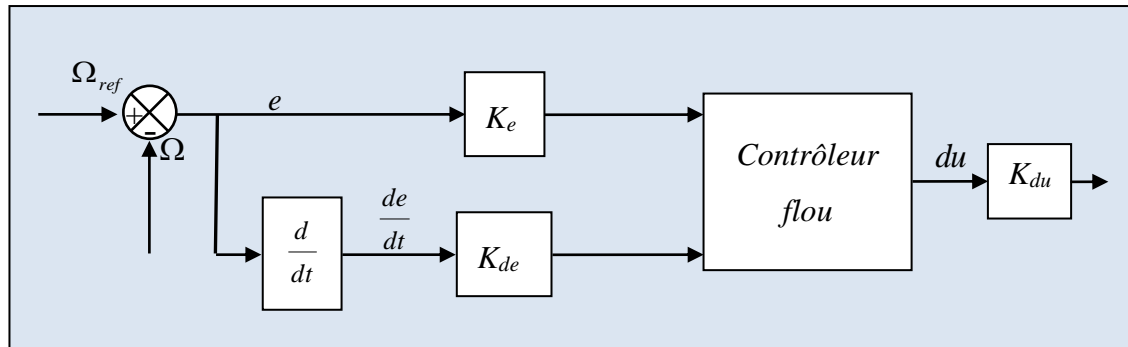 Ω_ref
+
-
Ω
e
K_e
d
dt
de
dt
K_de
Contrôleur
flou
du
K_du